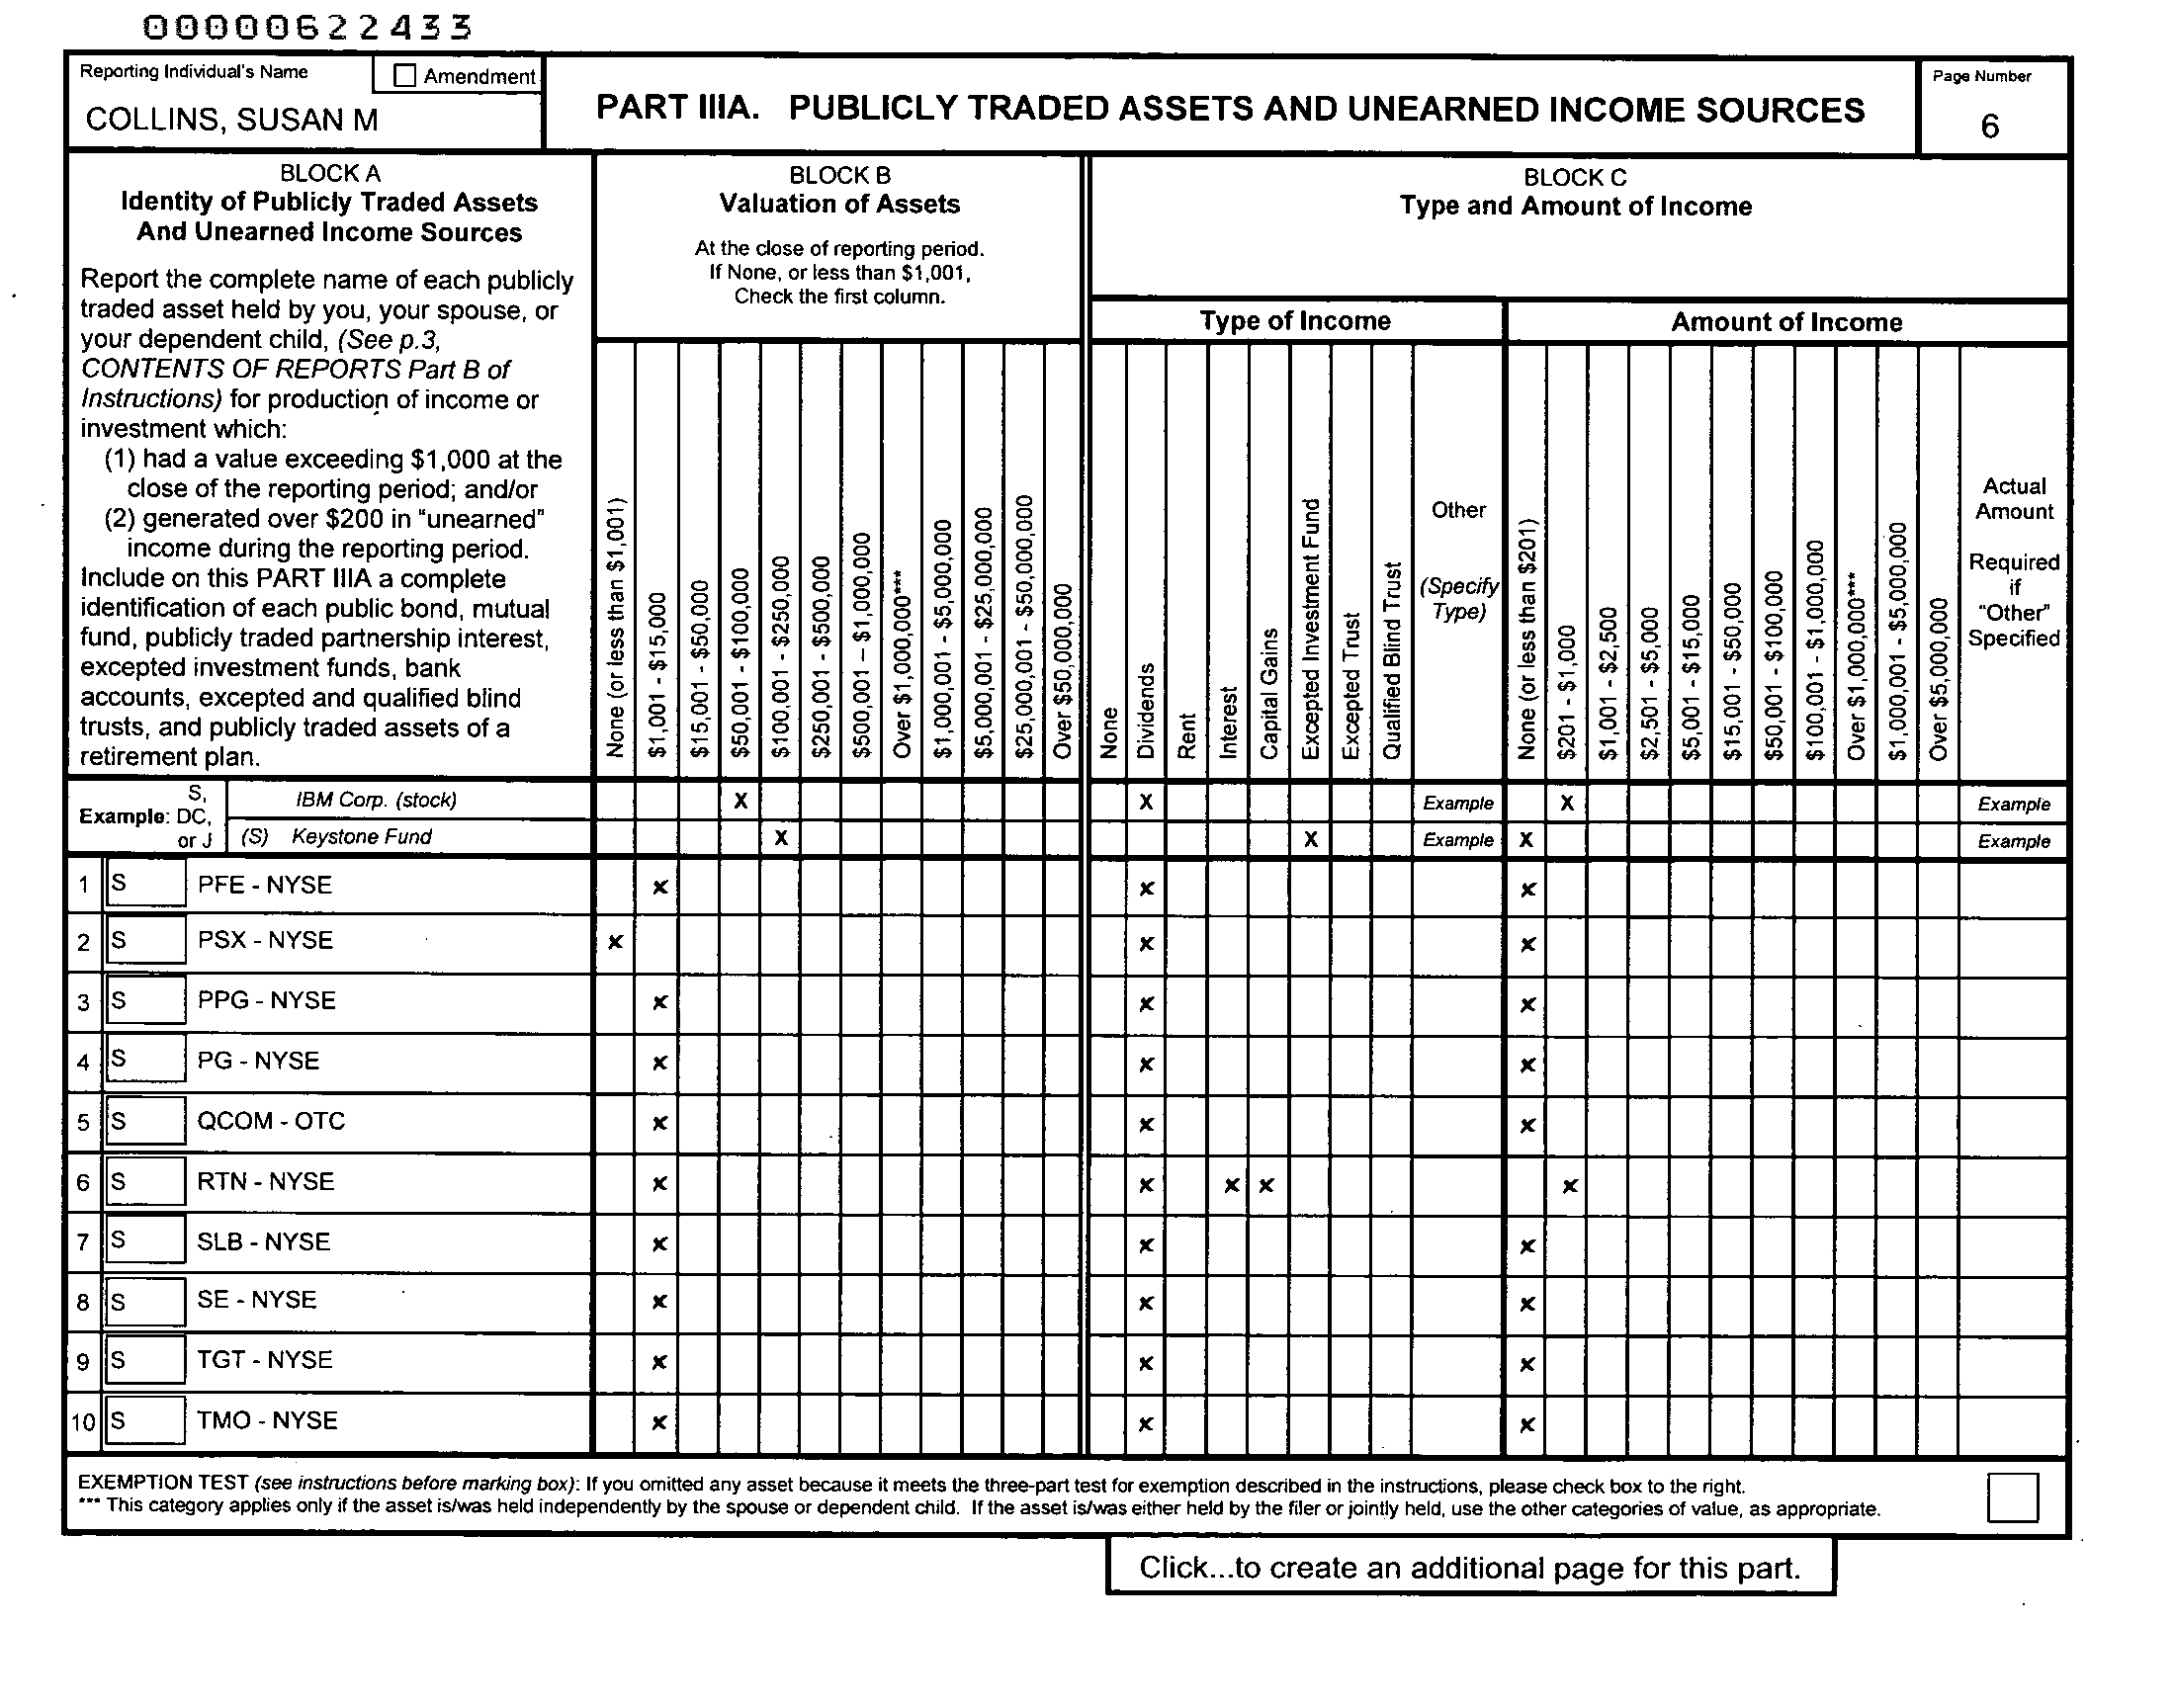 00000622433
Reporting Individual's Name
Amendment
COLLINS, SUSAN M
PART IIIA. PUBLICLY TRADED ASSETS AND UNEARNED INCOME SOURCES
Page Number
6
BLOCK A
Identity of Publicly Traded Assets
And Unearned Income Sources
Report the complete name of each publicly
traded asset held by you, your spouse, or
your dependent child, (See p.3,
CONTENTS OF REPORTS Part B of
Instructions) for production of income or
investment which:
(1) had a value exceeding $1,000 at the
close of the reporting period; and/or
(2) generated over $200 in "unearned"
income during the reporting period.
Include on this PART IIIA a complete
identification of each public bond, mutual
fund, publicly traded partnership interest,
excepted investment funds, bank
accounts, excepted and qualified blind
trusts, and publicly traded assets of a
retirement plan.
BLOCK B
Valuation of Assets
At the close of reporting period.
If None, or less than $1,001,
Check the first column.
None (or less than $1,001)
$1,001 - $15,000
$15,001 - $50,000
$50,001 - $100,000
$100,001 - $250,000
$250,001 - $500,000
$500,001 – $1,000,000
Over $1,000,000***
$1,000,001 - $5,000,000
$5,000,001 - $25,000,000
$25,000,001 - $50,000,000
Over $50,000,000
BLOCK C
Type and Amount of Income
Type of Income
None
Dividends
Rent
Interest
Capital Gains
Excepted Investment Fund
Excepted Trust
Qualified Blind Trust
Other
(Specify
Type)
Amount of Income
None (or less than $201)
$201 - $1,000
$1,001 - $2,500
$2,501 - $5,000
$5,001 - $15,000
$15,001 - $50,000
$50,001 - $100,000
$100,001 - $1,000,000
Over $1,000,000***
$1,000,001 - $5,000,000
Over $5,000,000
Actual
Amount
Required
if
"Other"
Specified
Example: S, DC, or J
IBM Corp. (stock) X X Example X Example
(S) Keystone Fund X X Example X Example
1 S PFE - NYSE x x x
2 S PSX - NYSE x x x
3 S PPG - NYSE x x x
4 S PG - NYSE x x x
5 S QCOM - OTC x x x
6 S RTN - NYSE x x x x x
7 S SLB - NYSE x x x
8 S SE - NYSE x x x
9 S TGT - NYSE x x x
10 S TMO - NYSE x x x
EXEMPTION TEST (see instructions before marking box): If you omitted any asset because it meets the three-part test for exemption described in the instructions, please check box to the right.
*** This category applies only if the asset is/was held independently by the spouse or dependent child. If the asset is/was either held by the filer or jointly held, use the other categories of value, as appropriate.
Click...to create an additional page for this part.